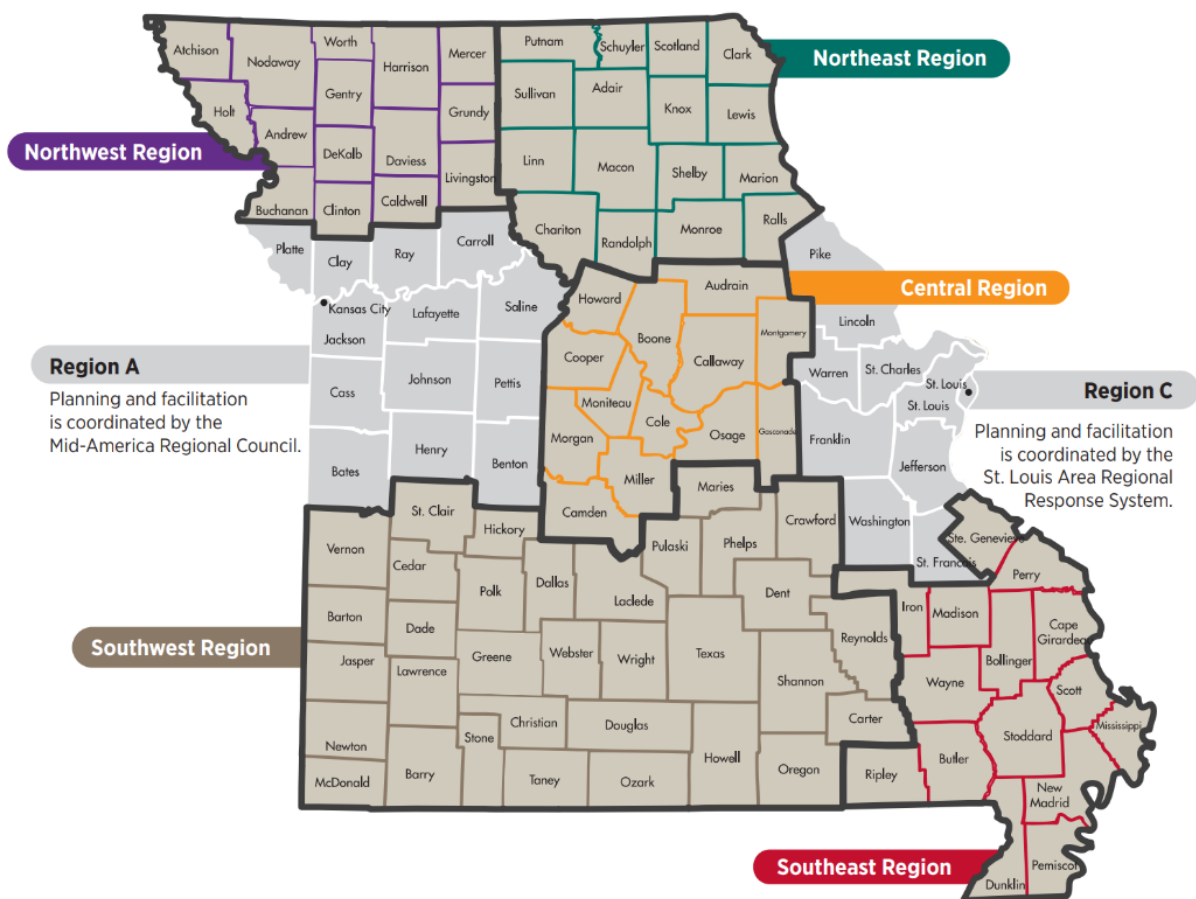 Northeast Region
Northwest Region
Central Region
Region A
Planning and facilitation
is coordinated by the
Mid-America Regional Council.
Region C
Planning and facilitation
is coordinated by the
St. Louis Area Regional
Response System.
Southwest Region
Southeast Region
Atchison
Nodaway
Worth
Harrison
Mercer
Gentry
Holt
Andrew
Grundy
DeKalb
Daviess
Livingston
Buchanan
Clinton
Caldwell
Putnam
Schuyler
Scotland
Clark
Sullivan
Adair
Knox
Lewis
Linn
Macon
Shelby
Marion
Chariton
Randolph
Monroe
Ralls
Platte
Clay
Ray
Carroll
Kansas City
Jackson
Lafayette
Saline
Cass
Johnson
Pettis
Bates
Henry
Benton
Howard
Boone
Audrain
Montgomery
Cooper
Callaway
Moniteau
Cole
Osage
Gasconade
Morgan
Miller
Camden
Pike
Lincoln
Warren
St. Charles
St. Louis
St. Louis
Franklin
Jefferson
Washington
St. Francois
St. Clair
Hickory
Maries
Crawford
Vernon
Cedar
Polk
Dallas
Pulaski
Phelps
Laclede
Dent
Barton
Dade
Greene
Webster
Wright
Texas
Reynolds
Jasper
Lawrence
Shannon
Christian
Douglas
Carter
Newton
Stone
Howell
McDonald
Barry
Taney
Ozark
Oregon
Ste. Genevieve
Perry
Iron
Madison
Bollinger
Cape
Girardeau
Wayne
Scott
Mississippi
Stoddard
Butler
Ripley
New
Madrid
Pemiscot
Dunklin